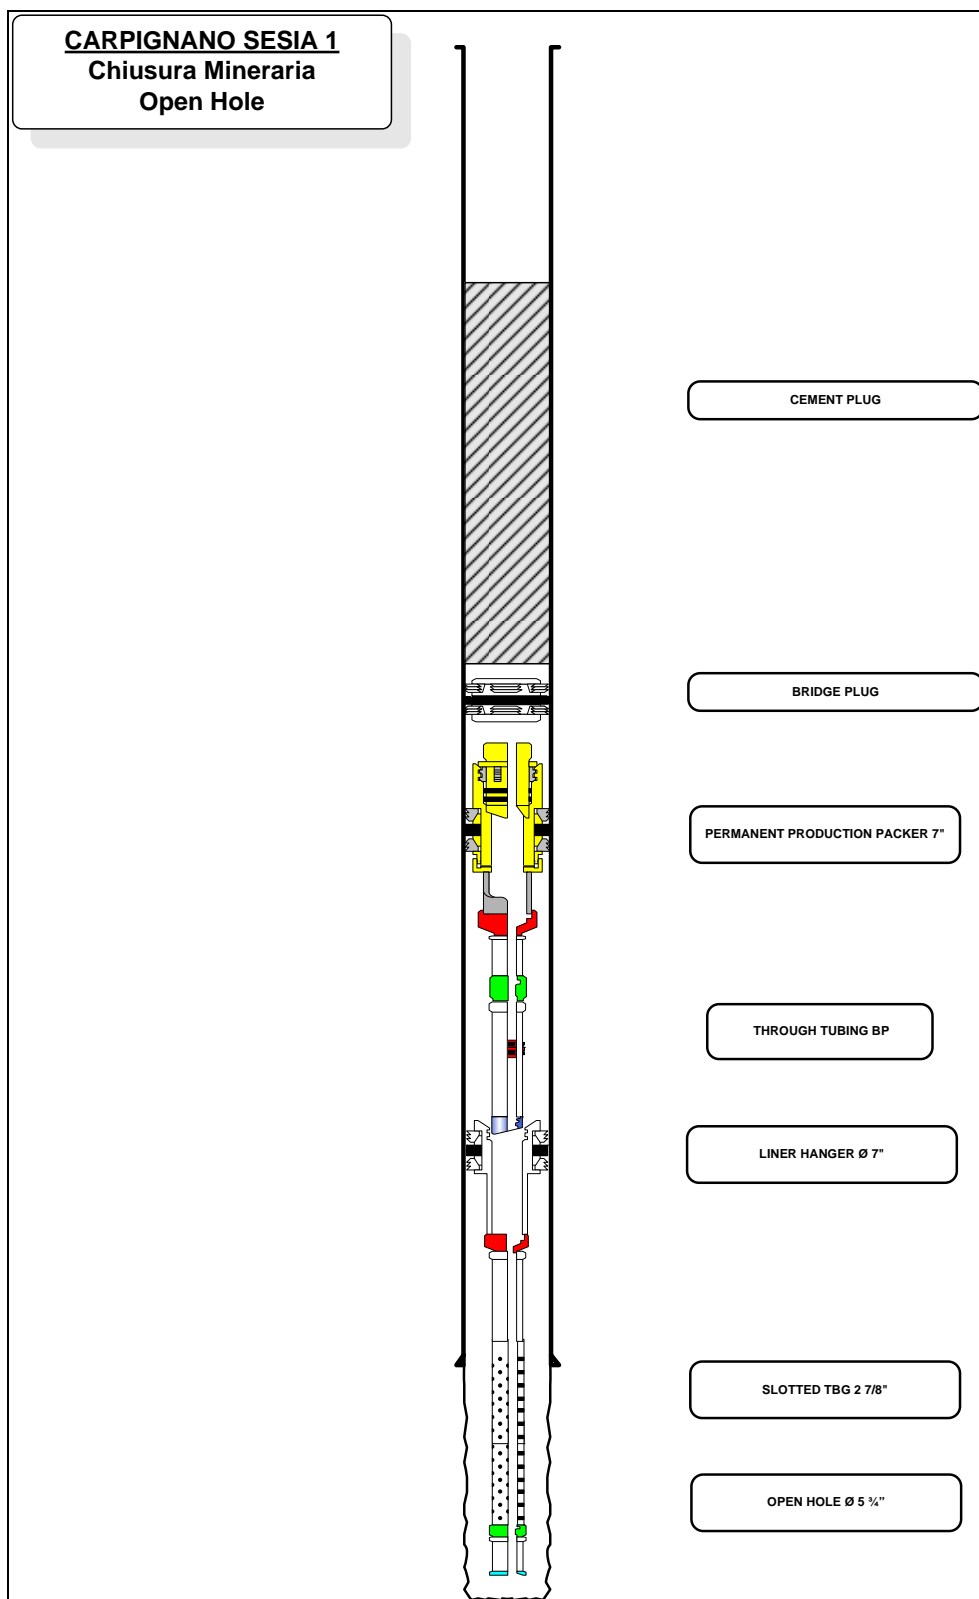 CARPIGNANO SESIA 1
Chiusura Mineraria
Open Hole
CEMENT PLUG
BRIDGE PLUG
PERMANENT PRODUCTION PACKER 7"
THROUGH TUBING BP
LINER HANGER Ø 7"
SLOTTED TBG 2 7/8"
OPEN HOLE Ø 5 ¾”